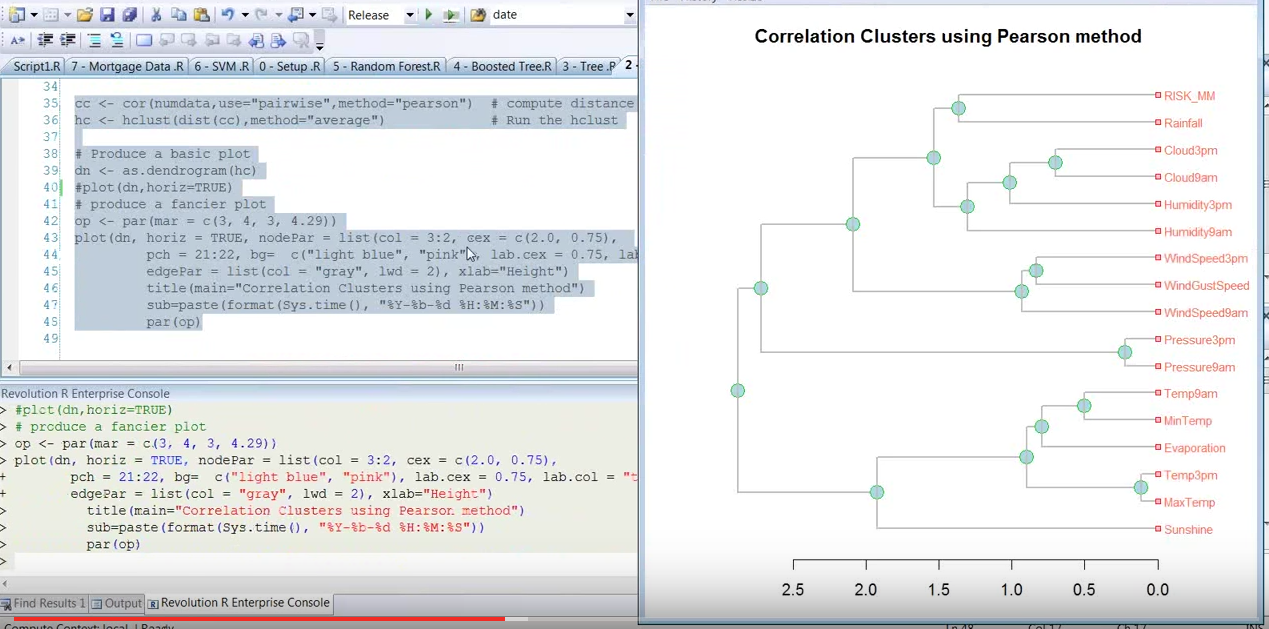 Release
date
Script1.R
7 - Mortgage Data .R
6 - SVM .R
0 - Setup .R
5 - Random Forest.R
4 - Boosted Tree.R
3 - Tree .R
2 -
34
35 cc <- cor(numdata,use="pairwise",method="pearson")  # compute distance
36 hc <- hclust(dist(cc),method="average")            # Run the hclust
37
38 # Produce a basic plot
39 dn <- as.dendrogram(hc)
40 #plot(dn,horiz=TRUE)
41 # produce a fancier plot
42 op <- par(mar = c(3, 4, 3, 4.29))
43 plot(dn, horiz = TRUE, nodePar = list(col = 3:2, cex = c(2.0, 0.75),
44 pch = 21:22, bg=  c("light blue", "pink"), lab.cex = 0.75, la
45 edgePar = list(col = "gray", lwd = 2), xlab="Height")
46 title(main="Correlation Clusters using Pearson method")
47 sub=paste(format(Sys.time(), "%Y-%b-%d %H:%M:%S"))
48 par(op)
49
Revolution R Enterprise Console
> #plot(dn,horiz=TRUE)
> # produce a fancier plot
> op <- par(mar = c(3, 4, 3, 4.29))
> plot(dn, horiz = TRUE, nodePar = list(col = 3:2, cex = c(2.0, 0.75),
+ pch = 21:22, bg=  c("light blue", "pink"), lab.cex = 0.75, lab.col = "t
+ edgePar = list(col = "gray", lwd = 2), xlab="Height")
> title(main="Correlation Clusters using Pearson method")
> sub=paste(format(Sys.time(), "%Y-%b-%d %H:%M:%S"))
> par(op)
>
Find Results 1
Output
Revolution R Enterprise Console
Correlation Clusters using Pearson method
RISK_MM
Rainfall
Cloud3pm
Cloud9am
Humidity3pm
Humidity9am
WindSpeed3pm
WindGustSpeed
WindSpeed9am
Pressure3pm
Pressure9am
Temp9am
MinTemp
Evaporation
Temp3pm
MaxTemp
Sunshine
2.5 2.0 1.5 1.0 0.5 0.0